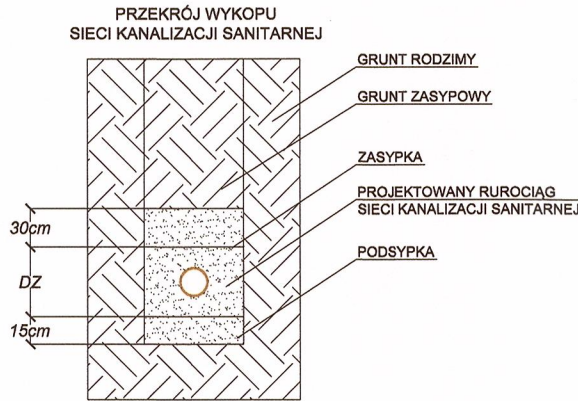 PRZEKRÓJ WYKOPU
SIECI KANALIZACJI SANITARNEJ
GRUNT RODZIMY
GRUNT ZASYPOWY
ZASYPKA
PROJEKTOWANY RUROCIĄG
SIECI KANALIZACJI SANITARNEJ
PODSYPKA
30cm
DZ
15cm